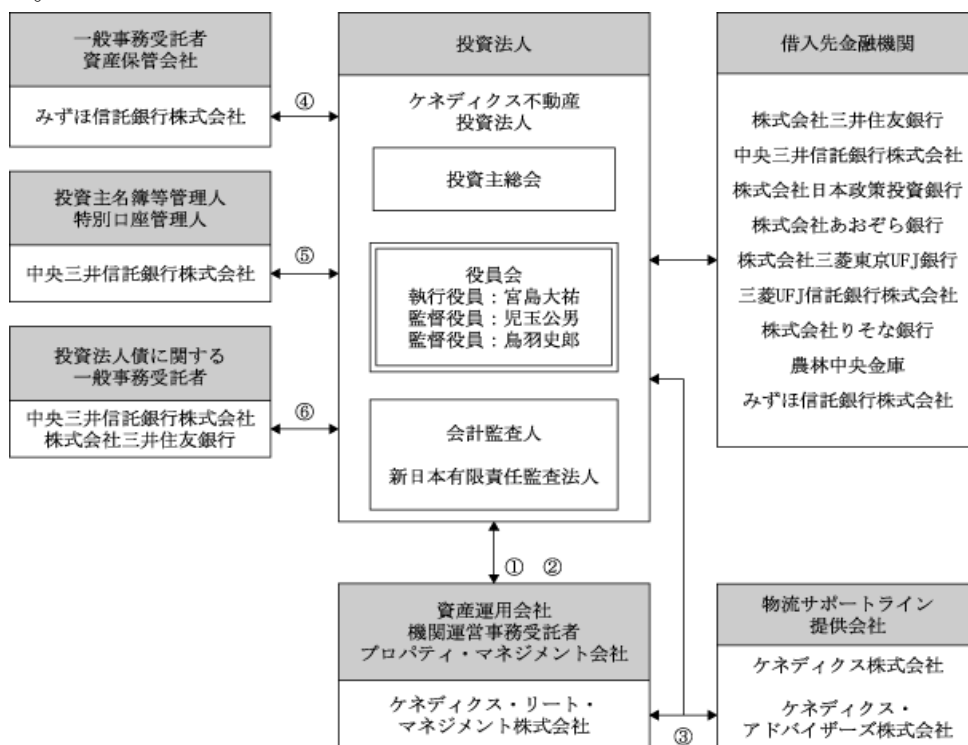 一般事務受託者
資産保管会社
みずほ信託銀行株式会社
④
投資主名簿等管理人
特別口座管理人
中央三井信託銀行株式会社
⑤
投資法人債に関する
一般事務受託者
中央三井信託銀行株式会社
株式会社三井住友銀行
⑥
投資法人
ケネディクス不動産
投資法人
投資主総会
役員会
執行役員：宮島大祐
監督役員：児玉公男
監督役員：鳥羽史郎
会計監査人
新日本有限責任監査法人
① ②
資産運用会社
機関運営事務受託者
プロパティ・マネジメント会社
ケネディクス・リート・
マネジメント株式会社
③
借入先金融機関
株式会社三井住友銀行
中央三井信託銀行株式会社
株式会社日本政策投資銀行
株式会社あおぞら銀行
株式会社三菱東京UFJ銀行
三菱UFJ信託銀行株式会社
株式会社りそな銀行
農林中央金庫
みずほ信託銀行株式会社
物流サポートライン
提供会社
ケネディクス株式会社
ケネディクス・
アドバイザーズ株式会社